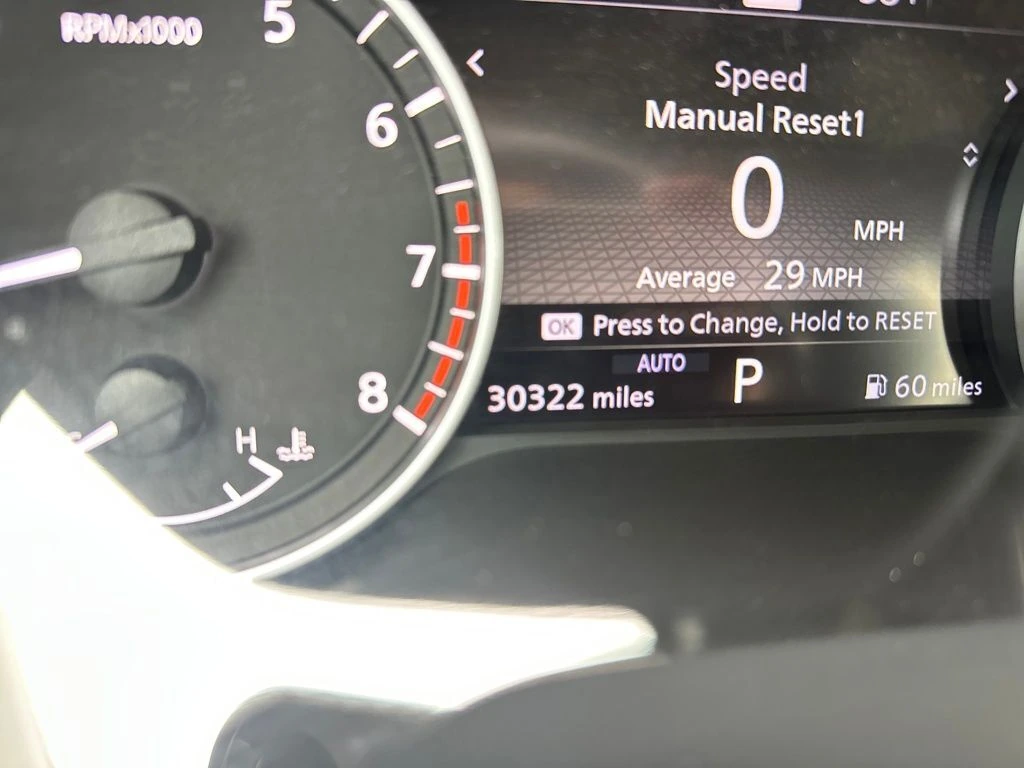 RPMx1000
5
6
7
8
H
Speed
Manual Reset1
0 MPH
Average 29 MPH
OK Press to Change, Hold to RESET
AUTO
30322 miles P 60 miles